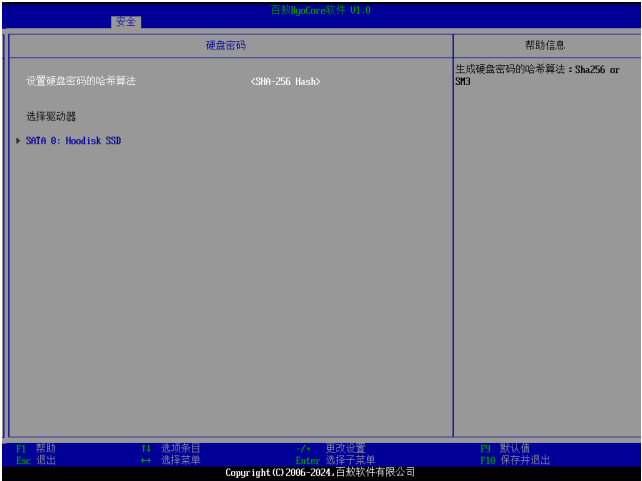 百敖ByoCore软件 V1.0
安全
硬盘密码
帮助信息
设置硬盘密码的哈希算法 <SHA-256 Hash>
生成硬盘密码的哈希算法：Sha256 or
SM3
选择驱动器
SATA 0: Hoodisk SSD
F1 帮助 ↑↓ 选项条目 -/+ 更改设置 F9 默认值
Esc 退出 ↔ 选择菜单 Enter 选择子菜单 F10 保存并退出
Copyright(C)2006-2024,百敖软件有限公司